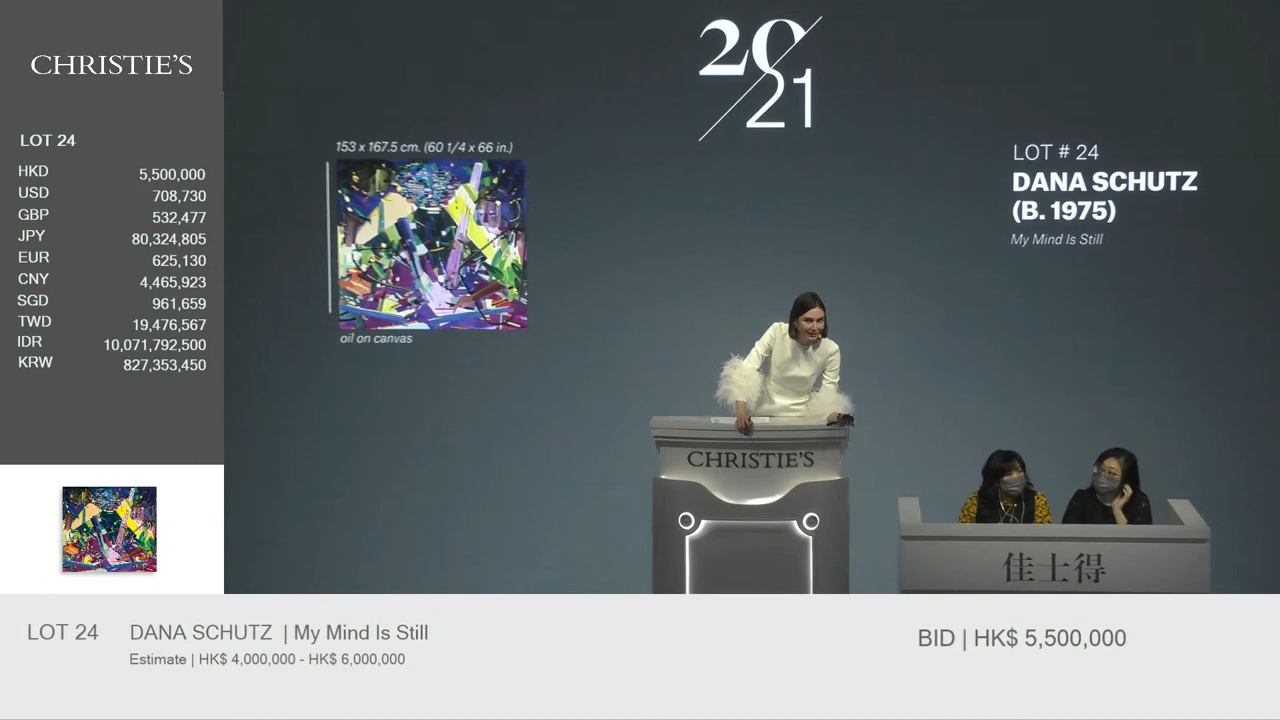 CHRISTIE'S
LOT 24
HKD 5,500,000
USD 708,730
GBP 532,477
JPY 80,324,805
EUR 625,130
CNY 4,465,923
SGD 961,659
TWD 19,476,567
IDR 10,071,792,500
KRW 827,353,450
20
21
153 x 167.5 cm. (60 1/4 x 66 in.)
oil on canvas
LOT # 24
DANA SCHUTZ
(B. 1975)
My Mind Is Still
CHRISTIE'S
佳士得
LOT 24 DANA SCHUTZ | My Mind Is Still
Estimate | HK$ 4,000,000 - HK$ 6,000,000
BID | HK$ 5,500,000